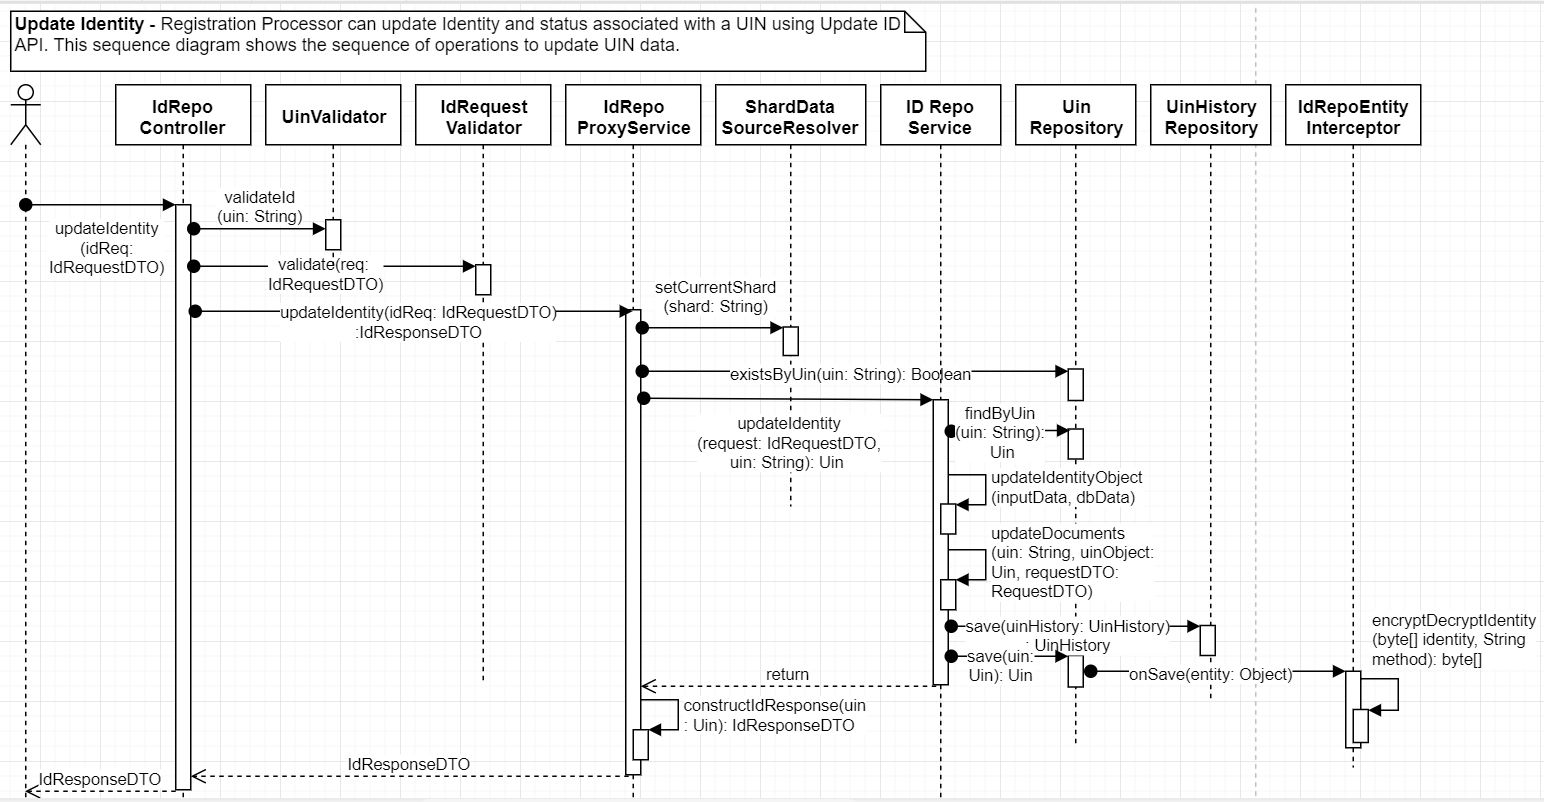 Update Identity - Registration Processor can update Identity and status associated with a UIN using Update ID
API. This sequence diagram shows the sequence of operations to update UIN data.
IdRepo
Controller
UinValidator
IdRequest
Validator
IdRepo
ProxyService
ShardData
SourceResolver
ID Repo
Service
Uin
Repository
UinHistory
Repository
IdRepoEntity
Interceptor
updateIdentity
(idReq:
IdRequestDTO)
validateId
(uin: String)
validate(req:
IdRequestDTO)
updateIdentity(idReq: IdRequestDTO)
:IdResponseDTO
setCurrentShard
(shard: String)
existsByUin(uin: String): Boolean
updateIdentity
(request: IdRequestDTO,
uin: String): Uin
findByUin
(uin: String):
Uin
updateIdentityObject
(inputData, dbData)
updateDocuments
(uin: String, uinObject:
Uin, requestDTO:
RequestDTO)
save(uinHistory: UinHistory)
: UinHistory
save(uin:
Uin): Uin
onSave(entity: Object)
encryptDecryptIdentity
(byte[] identity, String
method): byte[]
return
constructIdResponse(uin
: Uin): IdResponseDTO
IdResponseDTO
IdResponseDTO